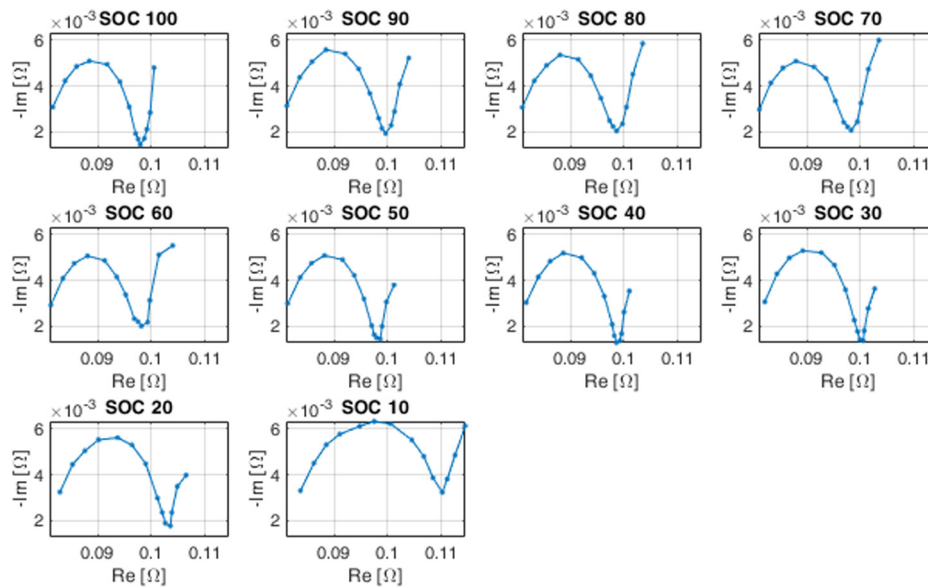 ×10⁻³ SOC 100
×10⁻³ SOC 90
×10⁻³ SOC 80
×10⁻³ SOC 70
6
4
2
-Im [Ω]
0.09 0.1 0.11
Re [Ω]
6
4
2
-Im [Ω]
0.09 0.1 0.11
Re [Ω]
6
4
2
-Im [Ω]
0.09 0.1 0.11
Re [Ω]
6
4
2
-Im [Ω]
0.09 0.1 0.11
Re [Ω]
×10⁻³ SOC 60
×10⁻³ SOC 50
×10⁻³ SOC 40
×10⁻³ SOC 30
6
4
2
-Im [Ω]
0.09 0.1 0.11
Re [Ω]
6
4
2
-Im [Ω]
0.09 0.1 0.11
Re [Ω]
6
4
2
-Im [Ω]
0.09 0.1 0.11
Re [Ω]
6
4
2
-Im [Ω]
0.09 0.1 0.11
Re [Ω]
×10⁻³ SOC 20
×10⁻³ SOC 10
6
4
2
-Im [Ω]
0.09 0.1 0.11
Re [Ω]
6
4
2
-Im [Ω]
0.09 0.1 0.11
Re [Ω]